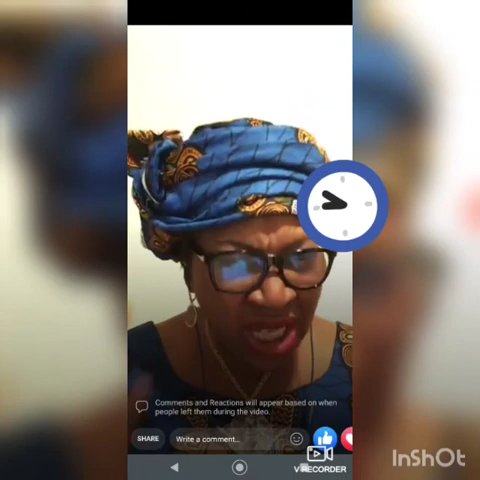 Comments and Reactions will appear based on when
people left them during the video.
SHARE
Write a comment...
V RECORDER
InShOt